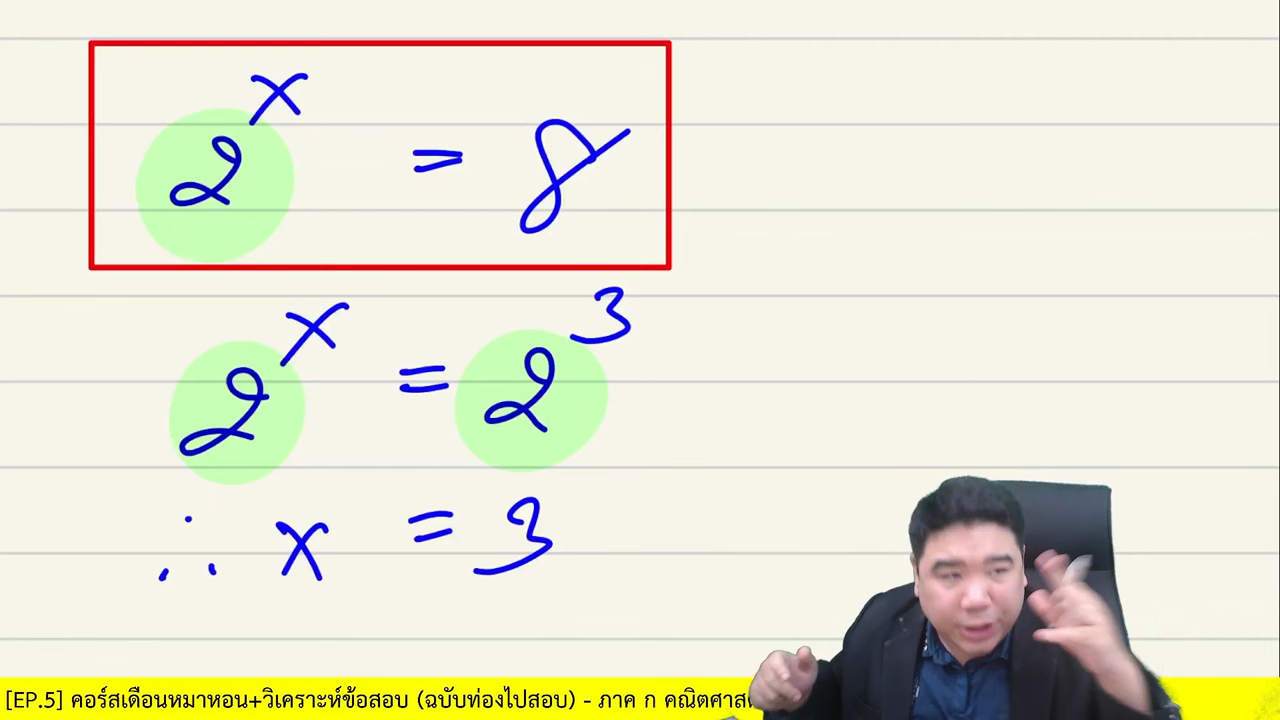 2^x = 8
2^x = 2^3
∴ x = 3
[EP.5] คอร์สเดือนหมาหอน+วิเคราะห์ข้อสอบ (ฉบับท่องไปสอบ) - ภาค ก คณิตศาส